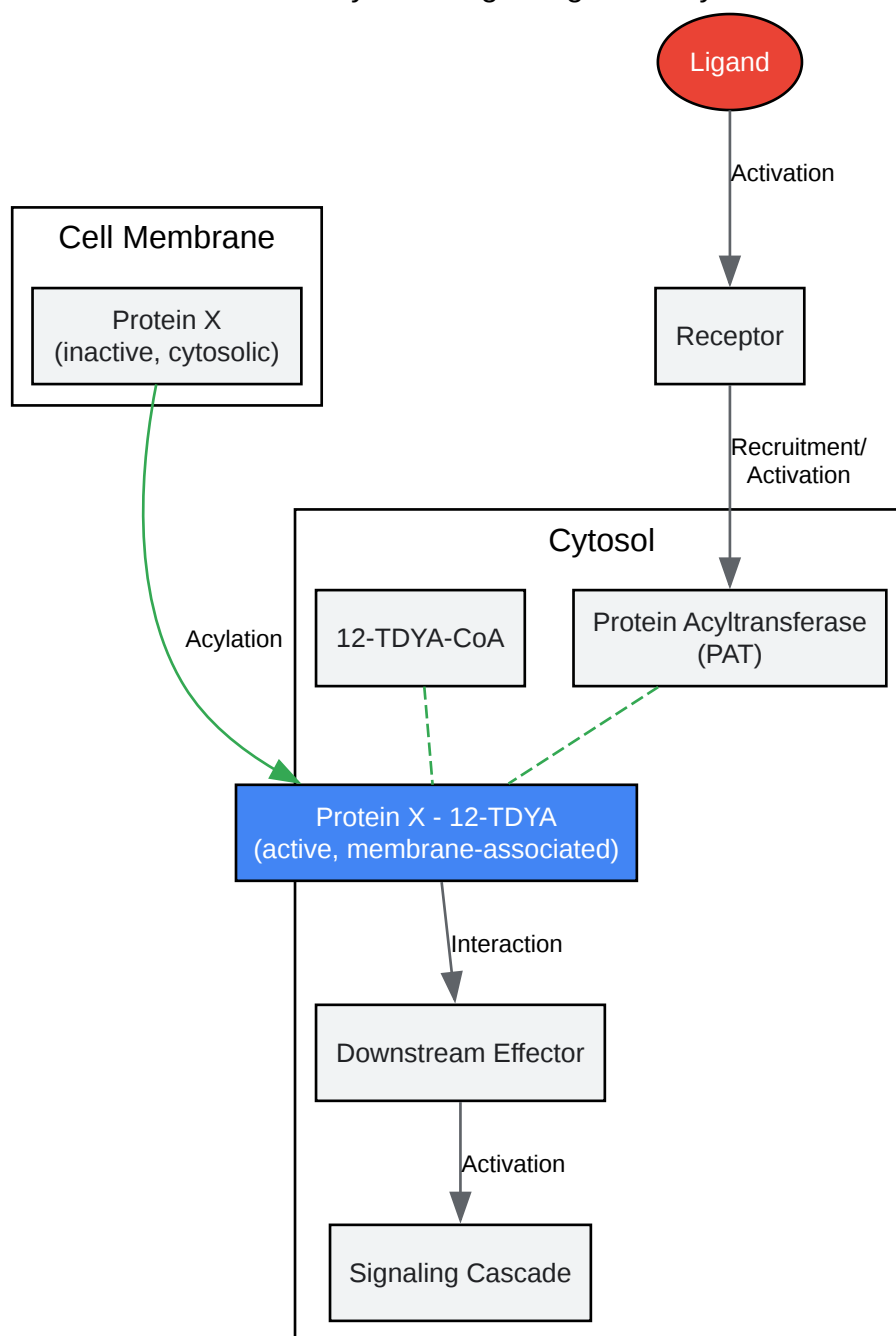 Ligand
Activation
Cell Membrane
Protein X
(inactive, cytosolic)
Receptor
Recruitment/
Activation
Cytosol
12-TDYA-CoA
Protein Acyltransferase
(PAT)
Acylation
Protein X - 12-TDYA
(active, membrane-associated)
Interaction
Downstream Effector
Activation
Signaling Cascade